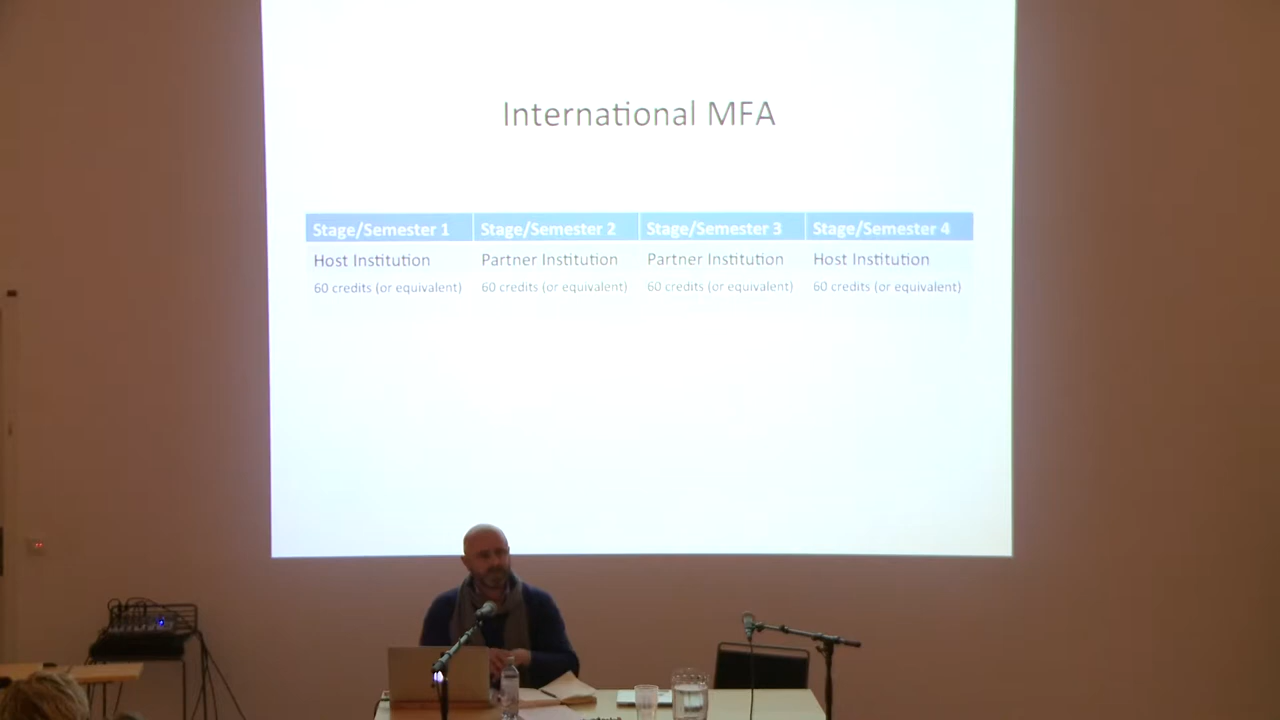 International MFA
Stage/Semester 1 Stage/Semester 2 Stage/Semester 3 Stage/Semester 4
Host Institution Partner Institution Partner Institution Host Institution
60 credits (or equivalent) 60 credits (or equivalent) 60 credits (or equivalent) 60 credits (or equivalent)